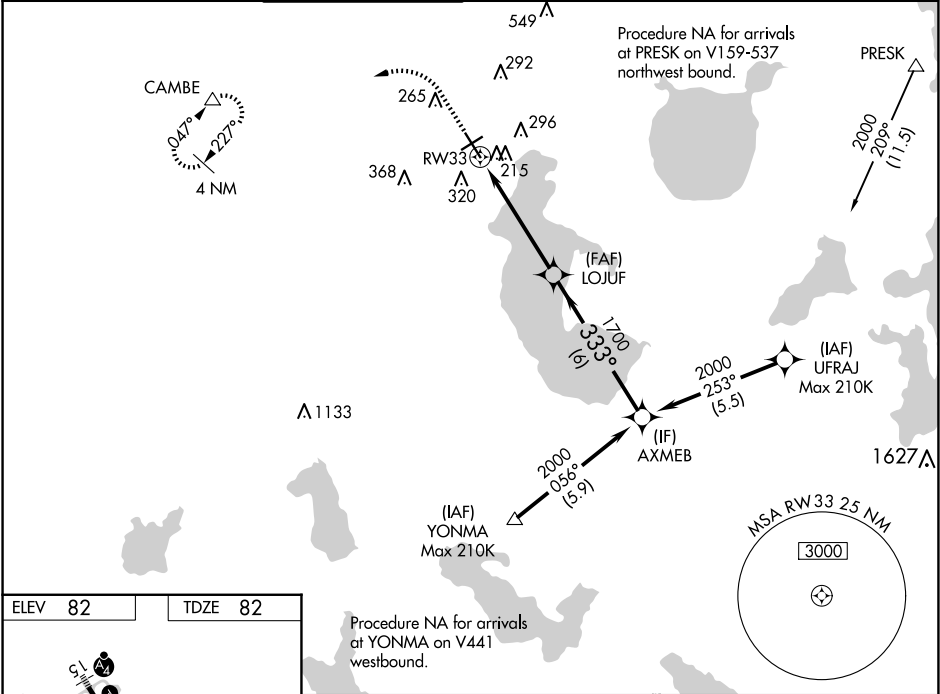 549
Procedure NA for arrivals
at PRESK on V159-537
northwest bound.
PRESK
2000
209°
(11.5)
292
CAMBE
047°
227°
4 NM
265
296
RW33
215
368
320
(FAF)
LOJUF
1700
333°
(6)
2000
253°
(5.5)
(IAF)
UFRAJ
Max 210K
1133
(IF)
AXMEB
1627
2000
056°
(5.9)
(IAF)
YONMA
Max 210K
MSA RW33 25 NM
3000
ELEV 82
TDZE 82
Procedure NA for arrivals
at YONMA on V441
westbound.
15
A4